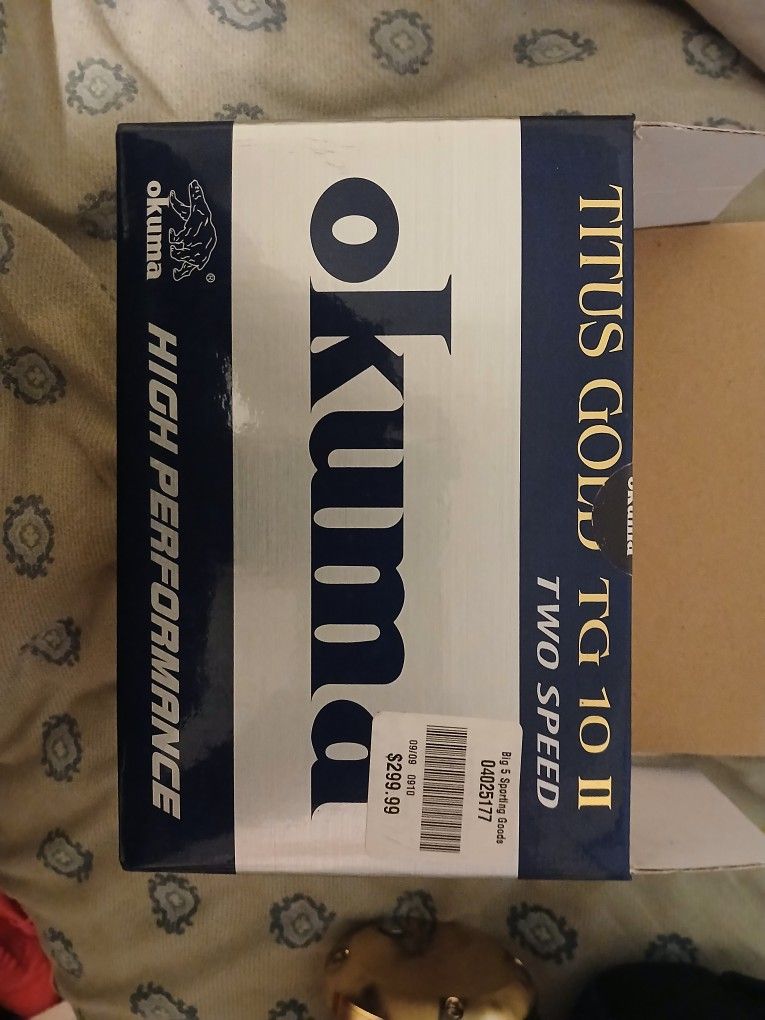 TITUS GOLD TG 10 II
okuma
TWO SPEED
okuma
Big 5 Sporting Goods
04025177
09/09 0910
$299.99
okuma ®
HIGH PERFORMANCE